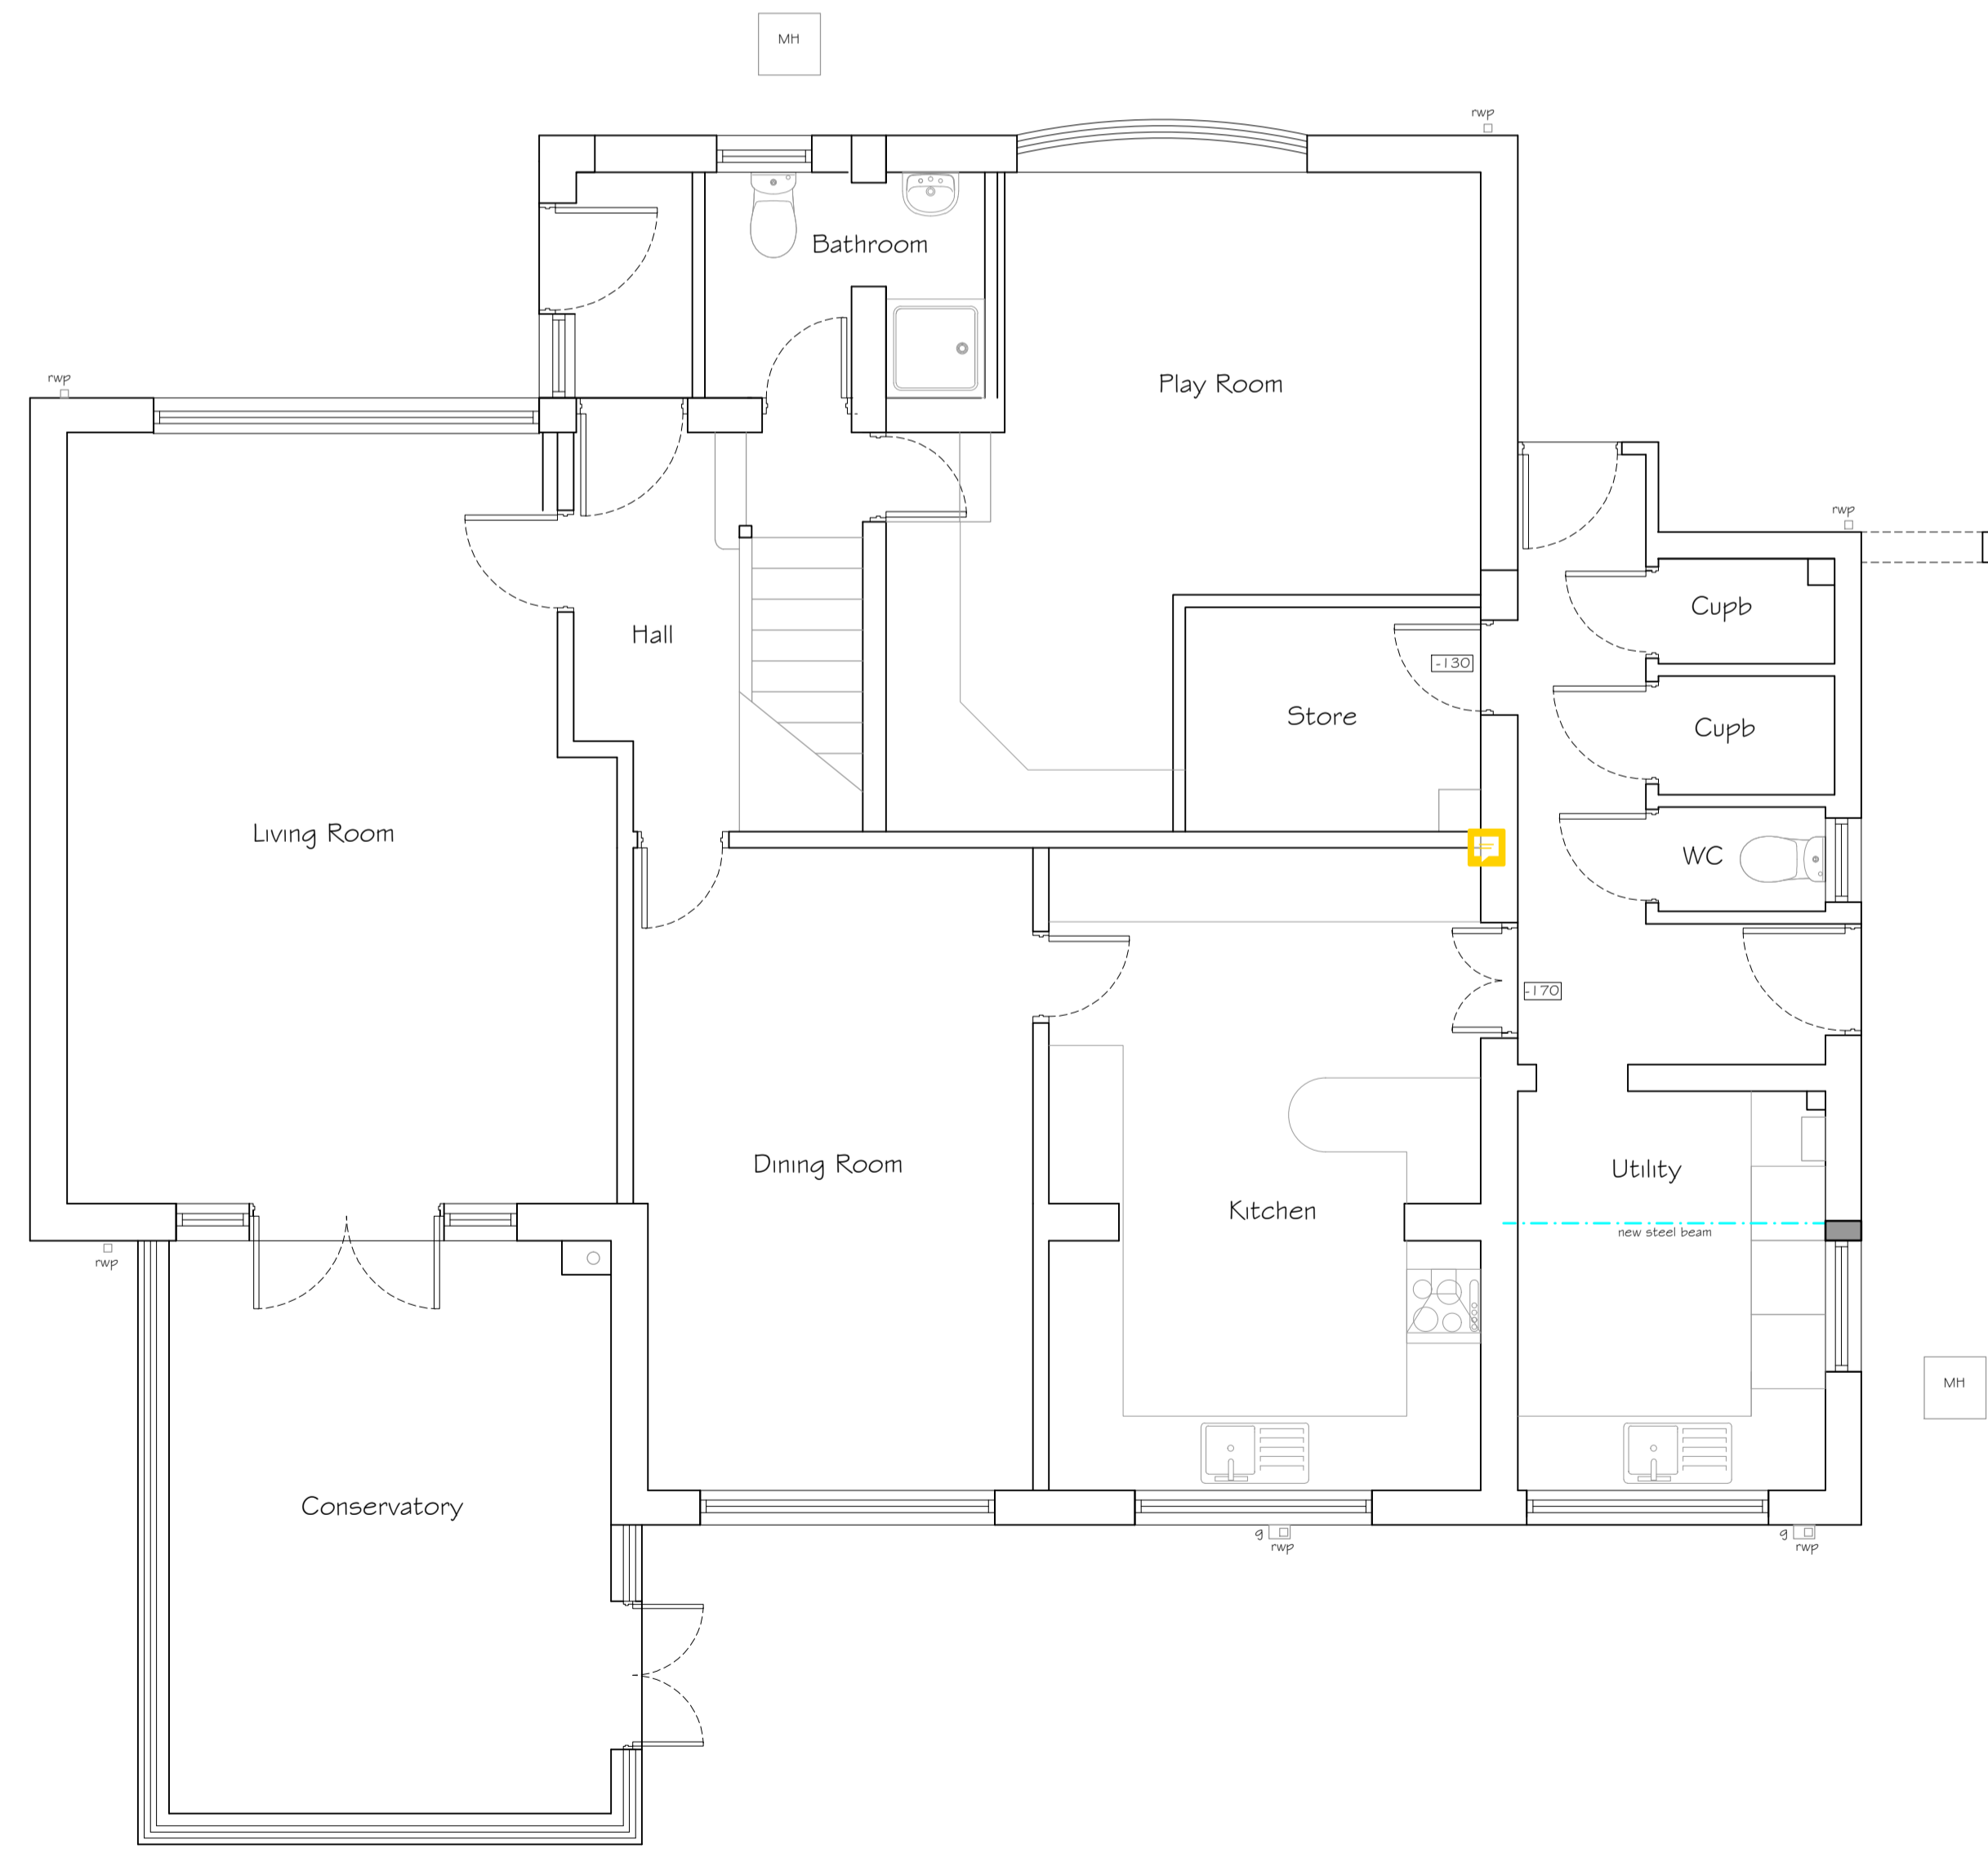 MH
rwp
Bathroom
rwp
Play Room
rwp
Cupb
Hall
-130
Store
Cupb
Living Room
WC
-170
Dining Room
Utility
Kitchen
new steel beam
rwp
MH
Conservatory
g
rwp
g
rwp